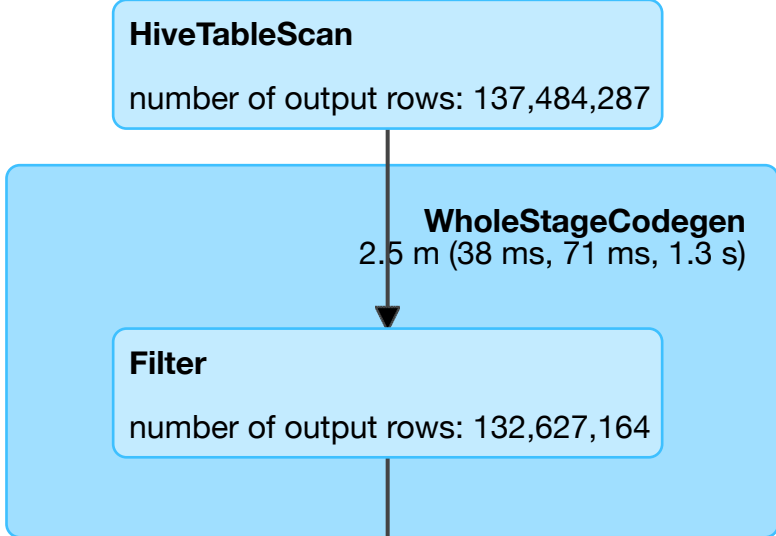 HiveTableScan
number of output rows: 137,484,287
WholeStageCodegen
2.5 m (38 ms, 71 ms, 1.3 s)
Filter
number of output rows: 132,627,164